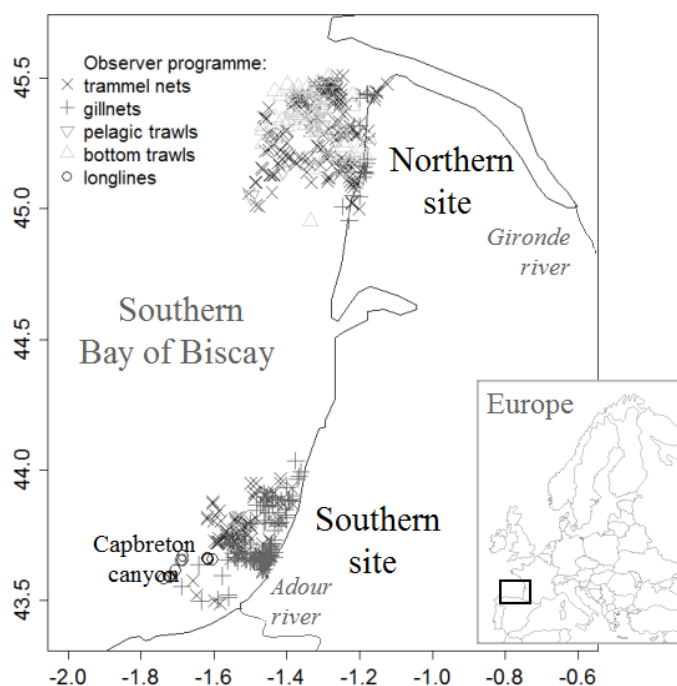 Observer programme:
trammel nets
gillnets
pelagic trawls
bottom trawls
longlines
Northern
site
Gironde
river
Southern
Bay of Biscay
Europe
Southern
site
Capbreton
canyon
Adour
river
45.5
45.0
44.5
44.0
43.5
-2.0 -1.8 -1.6 -1.4 -1.2 -1.0 -0.8 -0.6